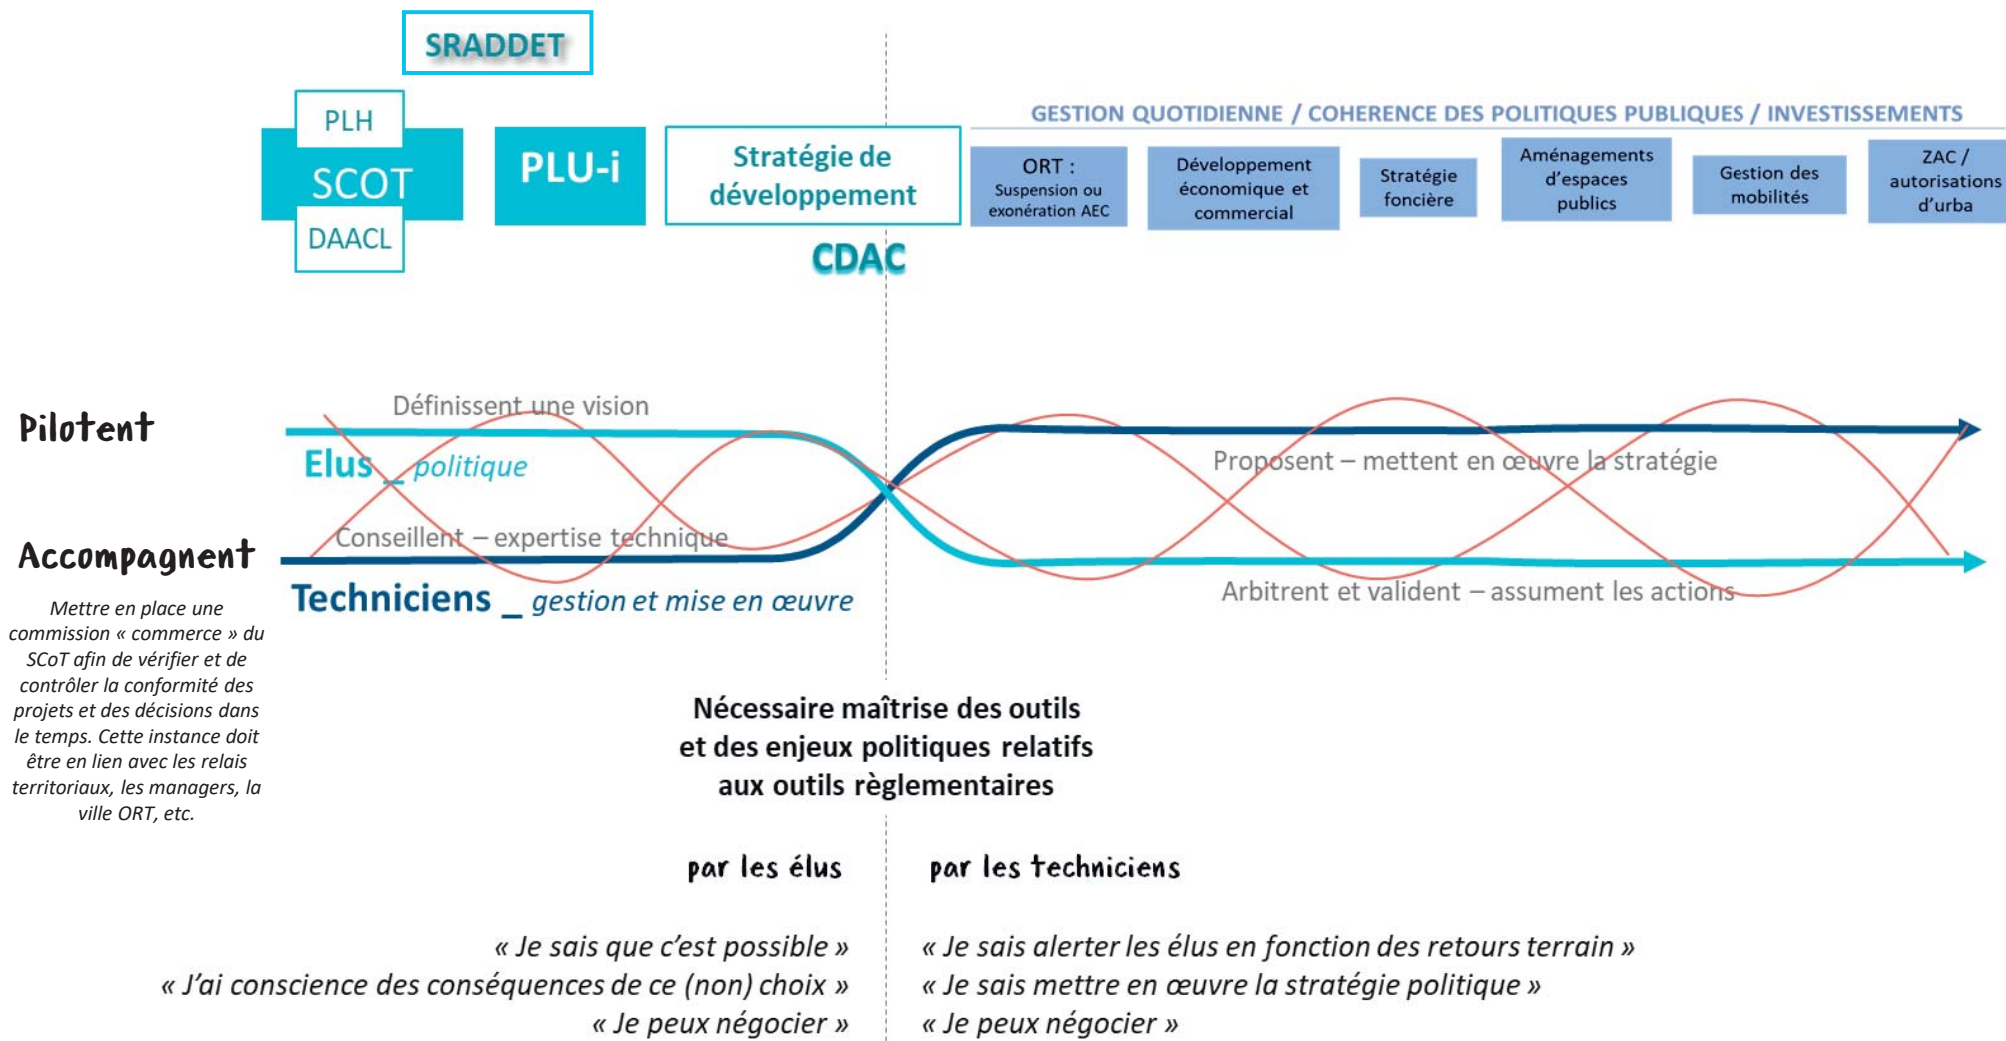 SRADDET
PLH
SCOT
DAACL
PLU-i
Stratégie de
développement
CDAC
GESTION QUOTIDIENNE / COHERENCE DES POLITIQUES PUBLIQUES / INVESTISSEMENTS
ORT :
Suspension ou
exonération AEC
Développement
économique et
commercial
Stratégie
foncière
Aménagements
d'espaces
publics
Gestion des
mobilités
ZAC /
autorisations
d'urba
Pilotent
Définissent une vision
Elus _ politique
Proposent – mettent en œuvre la stratégie
Accompagnent
Conseillent – expertise technique
Techniciens _ gestion et mise en œuvre
Arbitrent et valident – assument les actions
Mettre en place une
commission « commerce » du
SCoT afin de vérifier et de
contrôler la conformité des
projets et des décisions dans
le temps. Cette instance doit
être en lien avec les relais
territoriaux, les managers, la
ville ORT, etc.
Nécessaire maîtrise des outils
et des enjeux politiques relatifs
aux outils règlementaires
par les élus
« Je sais que c'est possible »
« J'ai conscience des conséquences de ce (non) choix »
« Je peux négocier »
par les techniciens
« Je sais alerter les élus en fonction des retours terrain »
« Je sais mettre en œuvre la stratégie politique »
« Je peux négocier »